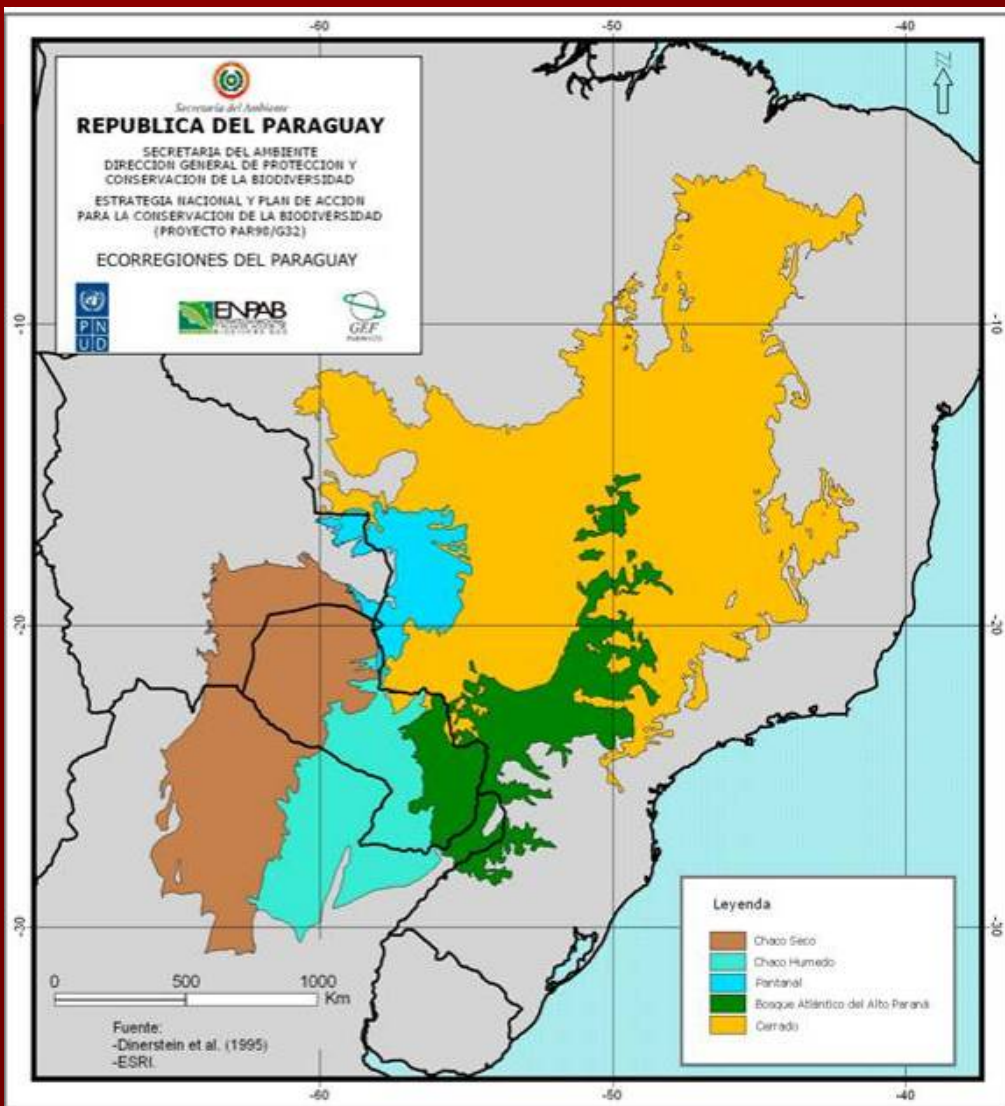 -60
-50
-40
N
Secretaría del Ambiente
REPUBLICA DEL PARAGUAY
SECRETARIA DEL AMBIENTE
DIRECCION GENERAL DE PROTECCION Y
CONSERVACION DE LA BIODIVERSIDAD
ESTRATEGIA NACIONAL Y PLAN DE ACCION
PARA LA CONSERVACION DE LA BIODIVERSIDAD
(PROYECTO PAR98/G32)
ECORREGIONES DEL PARAGUAY
PN
UD
ENPAB
GEF
-10
-10
-20
-20
-30
-30
Leyenda
Chaco Seco
Chaco Humedo
Pantanal
Bosque Atlántico del Alto Paraná
Cerrado
0
500
1000
Km
Fuente:
-Dinerstein et al. (1995)
-ESRI.
-60
-50
-40